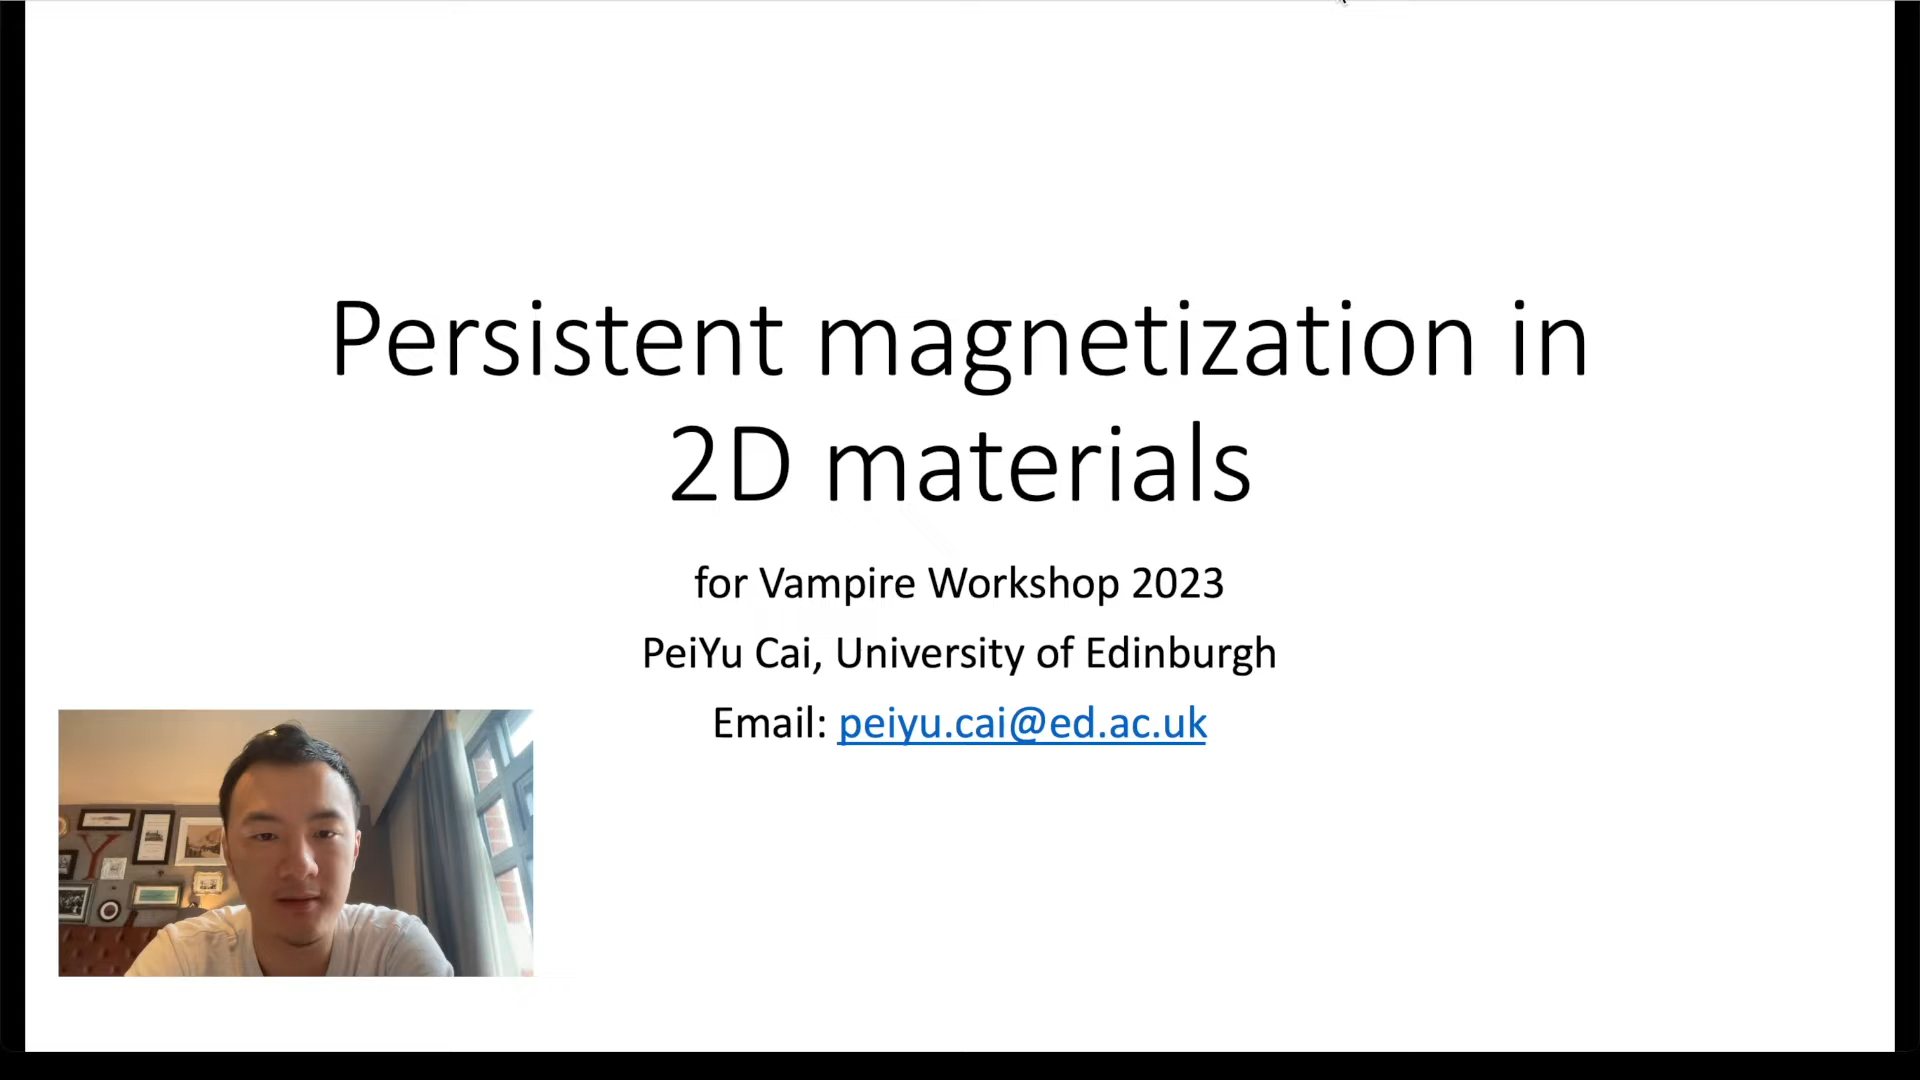 Persistent magnetization in
2D materials
for Vampire Workshop 2023
PeiYu Cai, University of Edinburgh
Email: peiyu.cai@ed.ac.uk